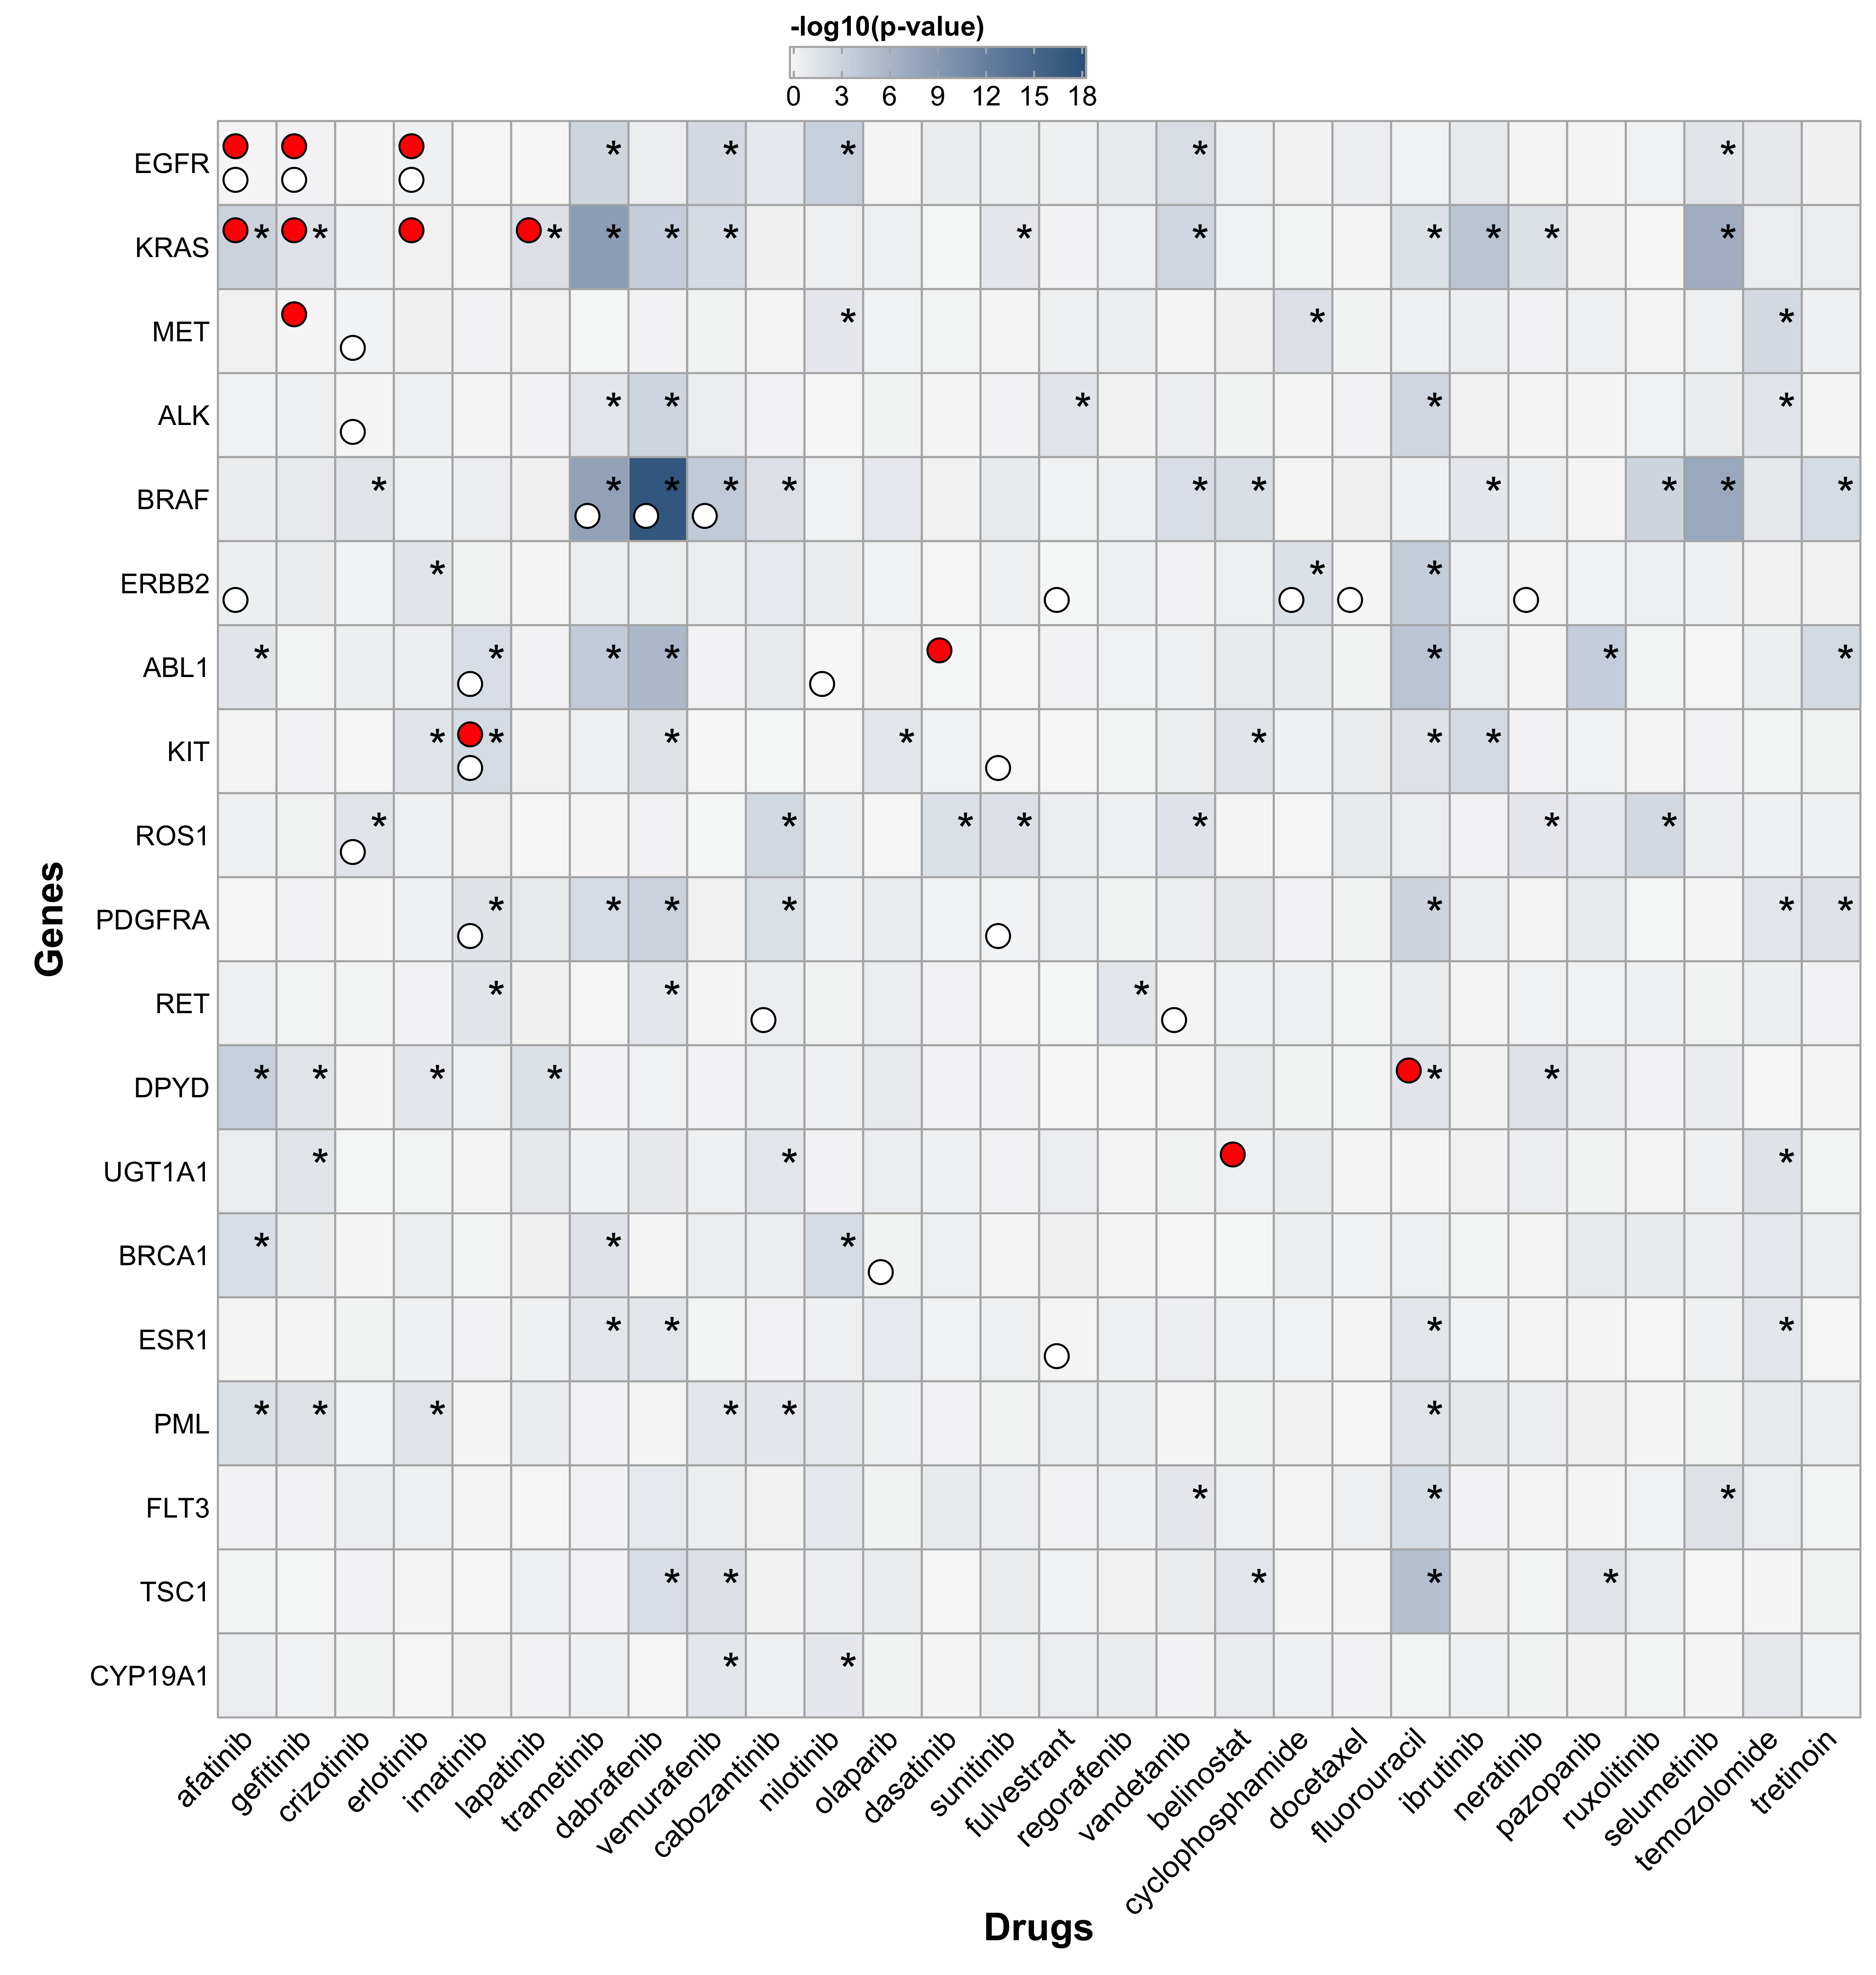 -log10(p-value)
0 3 6 9 12 15 18
EGFR
KRAS
MET
ALK
BRAF
ERBB2
ABL1
KIT
ROS1
PDGFRA
RET
DPYD
UGT1A1
BRCA1
ESR1
PML
FLT3
TSC1
CYP19A1
Genes
afatinib
gefitinib
crizotinib
erlotinib
imatinib
lapatinib
trametinib
dabrafenib
vemurafenib
cabozantinib
nilotinib
olaparib
dasatinib
sunitinib
fulvestrant
regorafenib
vandetanib
belinostat
cyclophosphamide
docetaxel
fluorouracil
ibrutinib
neratinib
pazopanib
ruxolitinib
selumetinib
temozolomide
tretinoin
Drugs